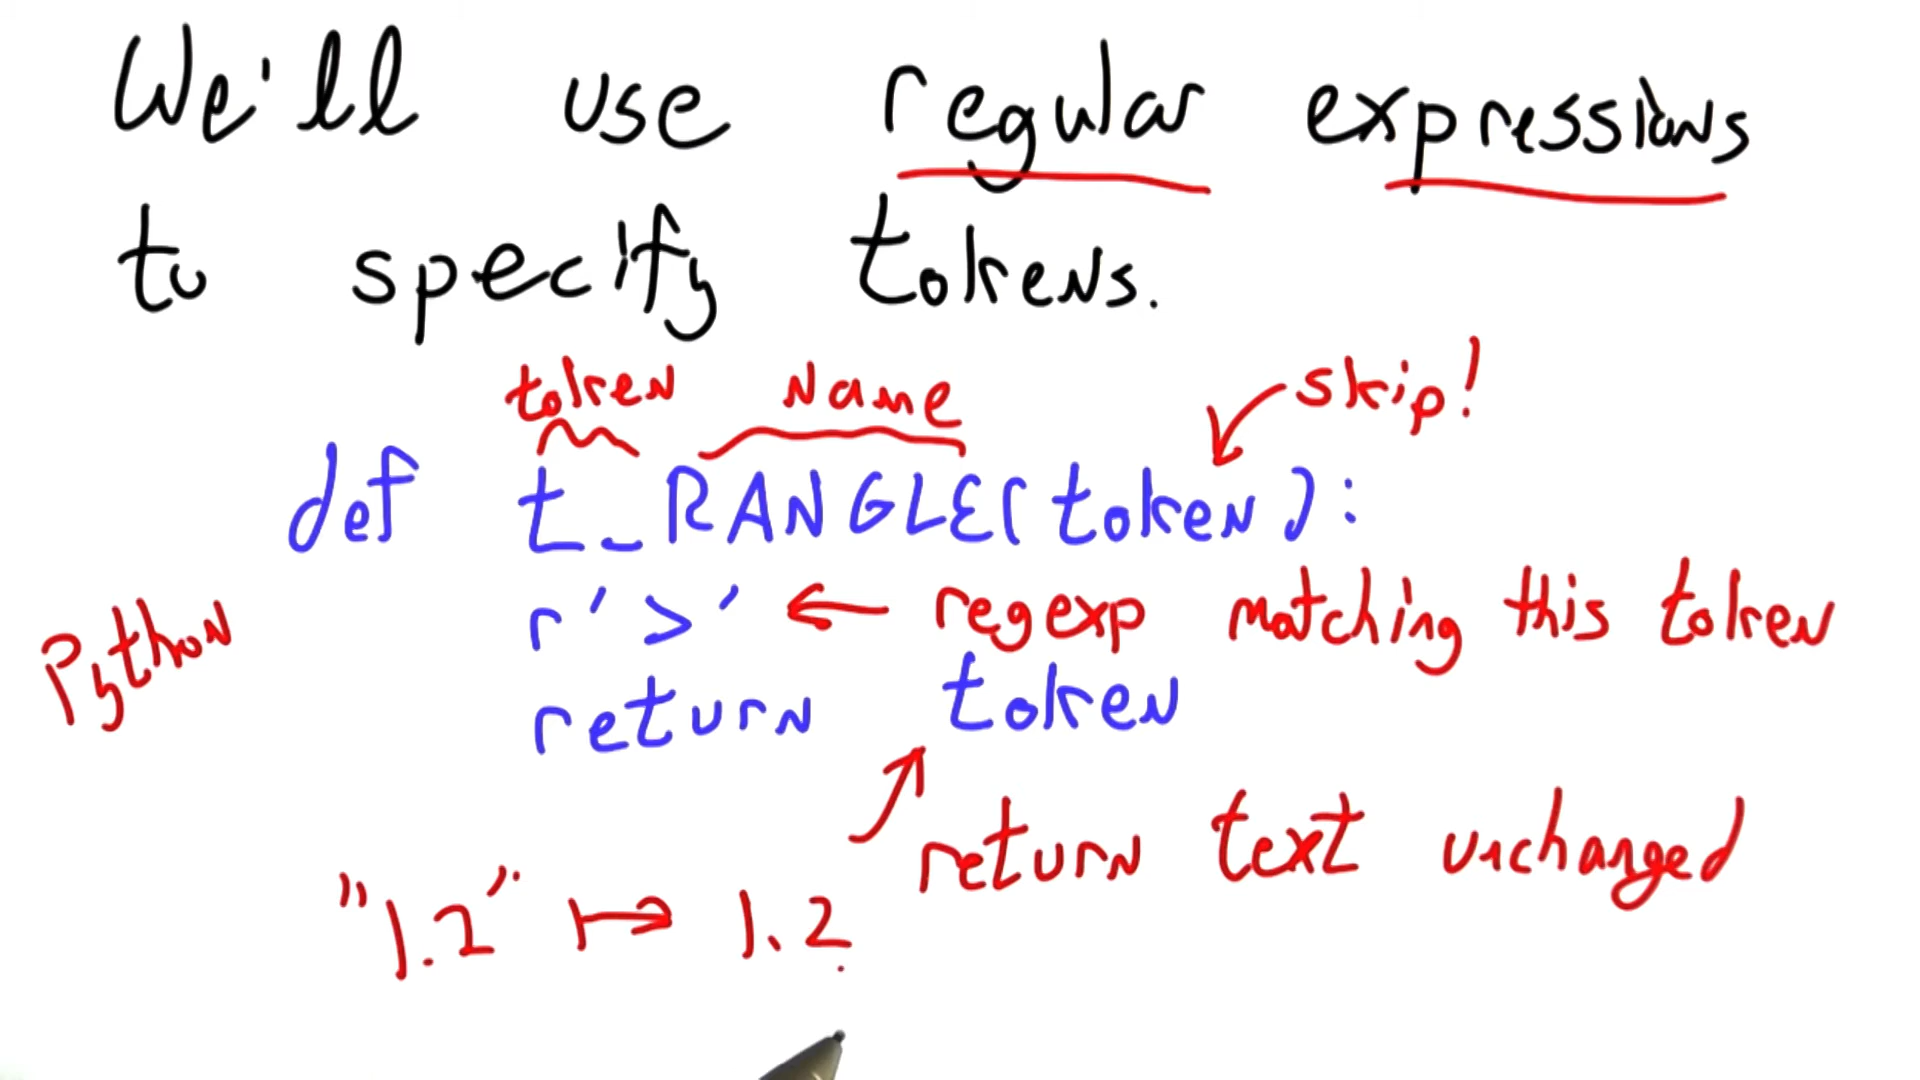 We'll use regular expressions
to specify tokens.
token Name skip!
def t_RANGLE(token):
Python
r'>' ← regexp matching this token
return token
return text unchanged
"1.2" ↦ 1.2